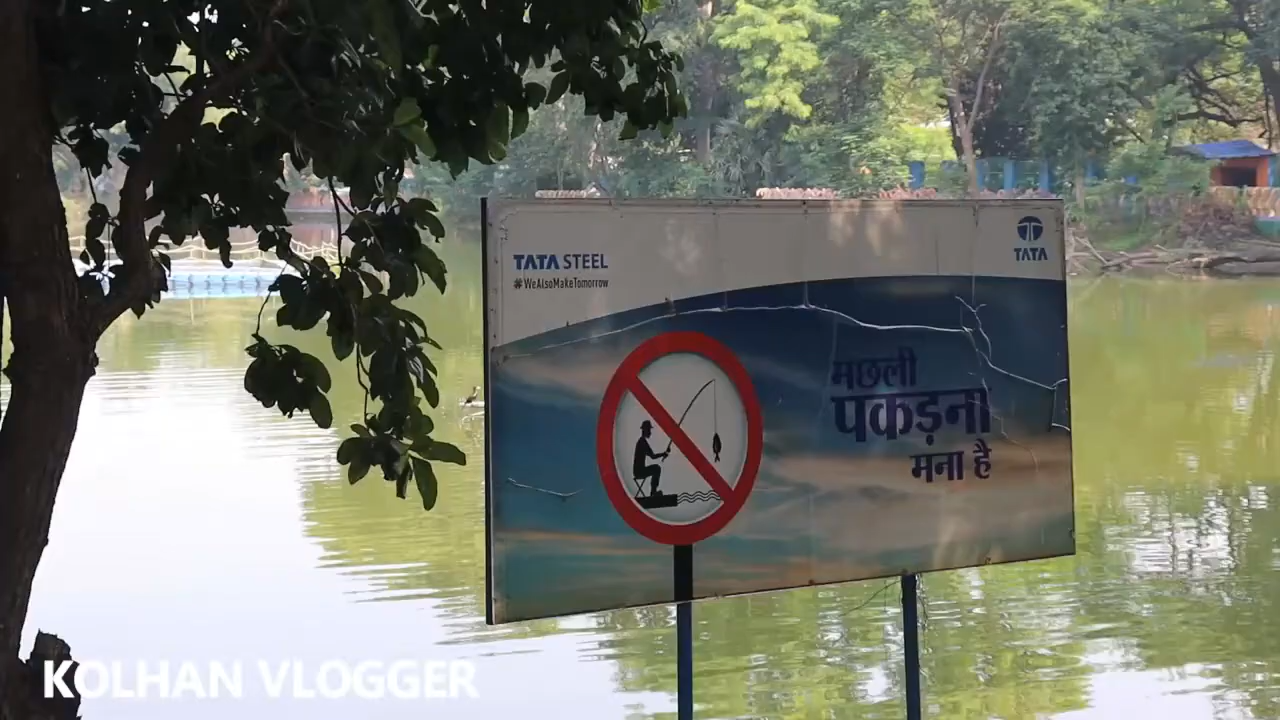 TATA STEEL
#WeAlsoMakeTomorrow
TATA
मछली
पकड़ना
मना है
KOLHAN VLOGGER